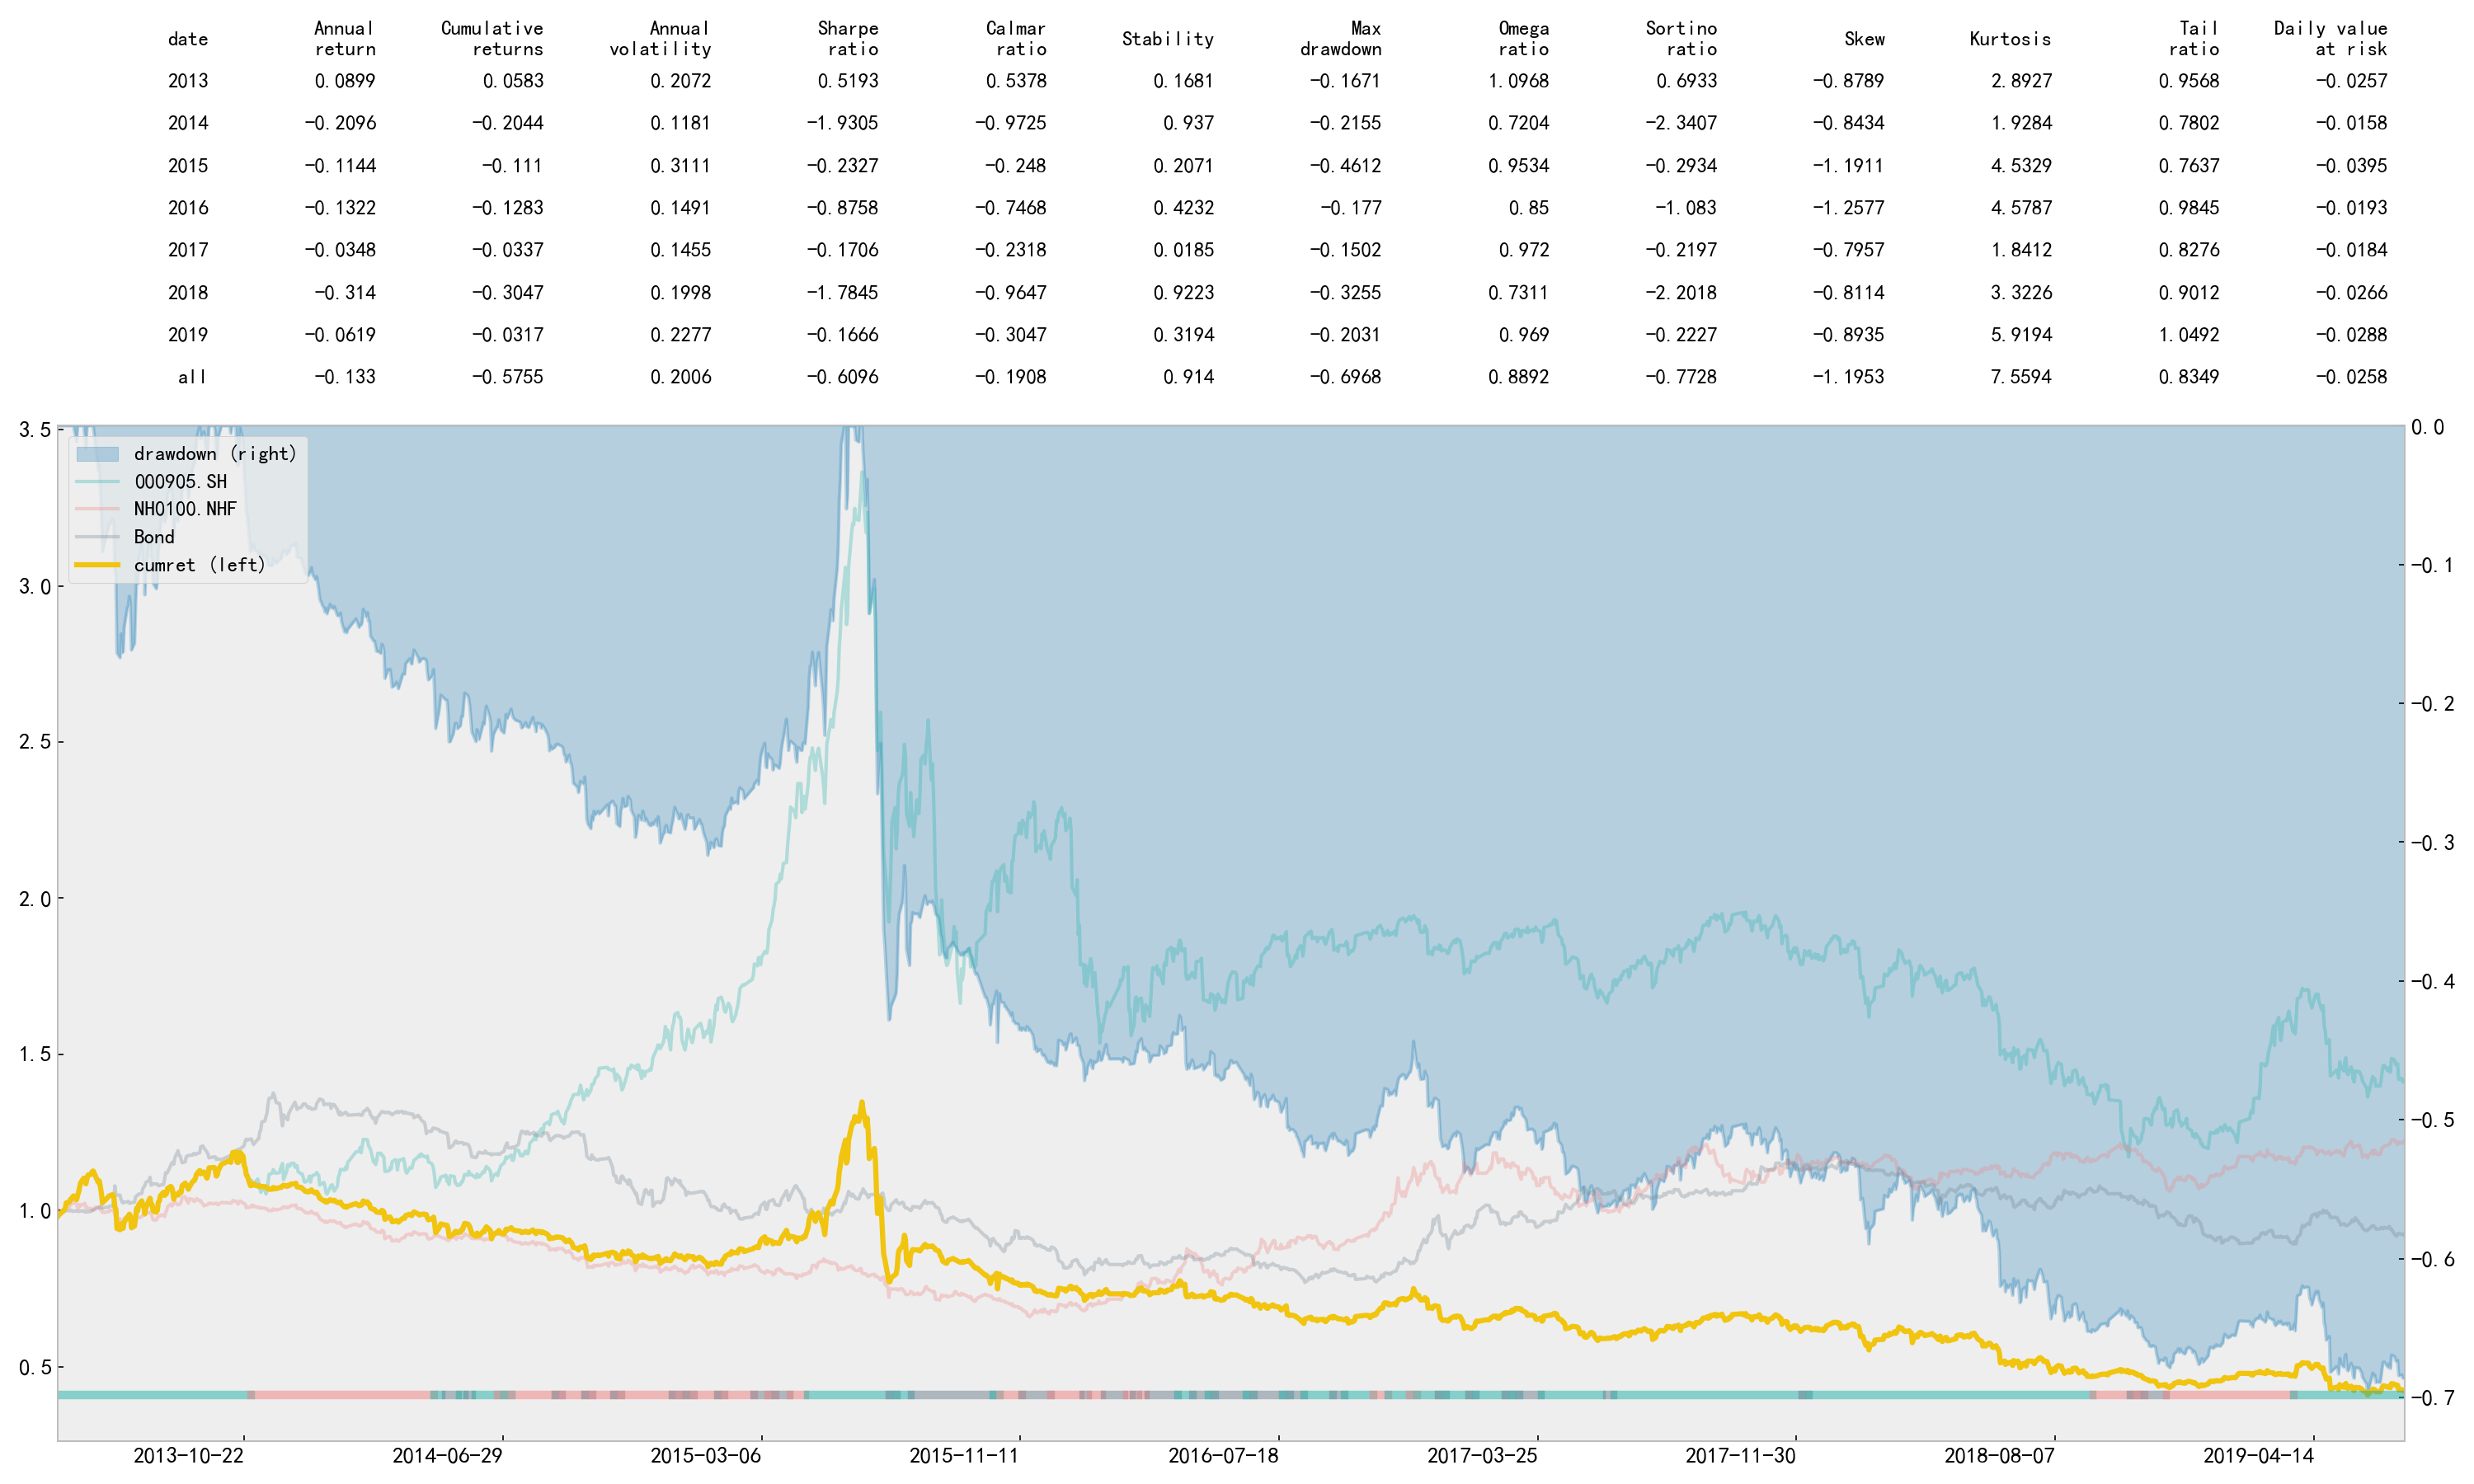 date Annual return Cumulative returns Annual volatility Sharpe ratio Calmar ratio Stability Max drawdown Omega ratio Sortino ratio Skew Kurtosis Tail ratio Daily value at risk
2013 0.0899 0.0583 0.2072 0.5193 0.5378 0.1681 -0.1671 1.0968 0.6933 -0.8789 2.8927 0.9568 -0.0257
2014 -0.2096 -0.2044 0.1181 -1.9305 -0.9725 0.937 -0.2155 0.7204 -2.3407 -0.8434 1.9284 0.7802 -0.0158
2015 -0.1144 -0.111 0.3111 -0.2327 -0.248 0.2071 -0.4612 0.9534 -0.2934 -1.1911 4.5329 0.7637 -0.0395
2016 -0.1322 -0.1283 0.1491 -0.8758 -0.7468 0.4232 -0.177 0.85 -1.083 -1.2577 4.5787 0.9845 -0.0193
2017 -0.0348 -0.0337 0.1455 -0.1706 -0.2318 0.0185 -0.1502 0.972 -0.2197 -0.7957 1.8412 0.8276 -0.0184
2018 -0.314 -0.3047 0.1998 -1.7845 -0.9647 0.9223 -0.3255 0.7311 -2.2018 -0.8114 3.3226 0.9012 -0.0266
2019 -0.0619 -0.0317 0.2277 -0.1666 -0.3047 0.3194 -0.2031 0.969 -0.2227 -0.8935 5.9194 1.0492 -0.0288
all -0.133 -0.5755 0.2006 -0.6096 -0.1908 0.914 -0.6968 0.8892 -0.7728 -1.1953 7.5594 0.8349 -0.0258
drawdown (right)
000905.SH
NH0100.NHF
Bond
cumret (left)
3.5
3.0
2.5
2.0
1.5
1.0
0.5
0.0
-0.1
-0.2
-0.3
-0.4
-0.5
-0.6
-0.7
2013-10-22 2014-06-29 2015-03-06 2015-11-11 2016-07-18 2017-03-25 2017-11-30 2018-08-07 2019-04-14